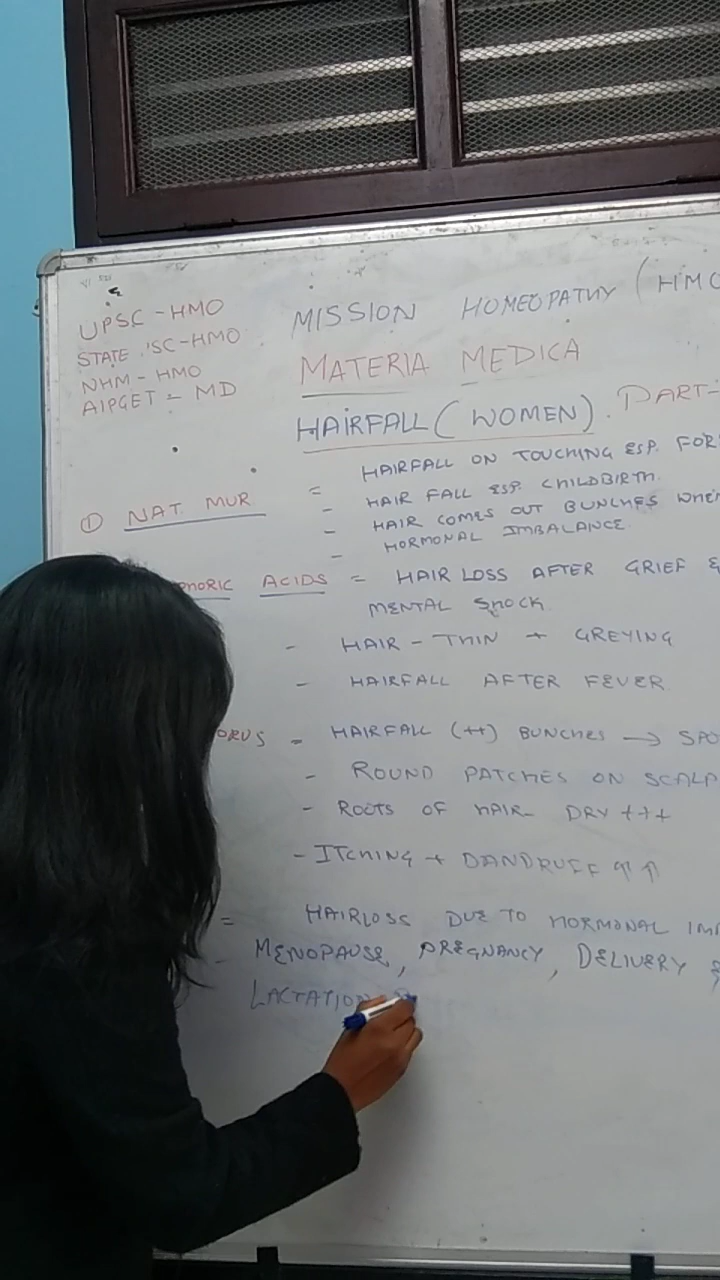 UPSC - HMO
STATE 'SC-HMO
NHM - HMO
AIPGET - MD
MISSION HOMEOPATHY (HMO
MATERIA MEDICA
HAIRFALL (WOMEN). PART-
① NAT MUR = HAIRFALL ON TOUCHING ESP. FOR
- HAIR FALL ESP. CHILDBIRTH.
- HAIR COMES OUT BUNCHES WHEN
- HORMONAL IMBALANCE.
PHORIC ACIDS = HAIR LOSS AFTER GRIEF &
MENTAL SHOCK
- HAIR - THIN + GREYING
- HAIRFALL AFTER FEVER
ORUS = HAIRFALL (++) BUNCHES → SPO
- ROUND PATCHES ON SCALP
- ROOTS OF HAIR DRY +++
- ITCHING + DANDRUFF ↑↑
= HAIRLOSS DUE TO HORMONAL IM
- MENOPAUSE, PREGNANCY, DELIVERY &
LACTATION